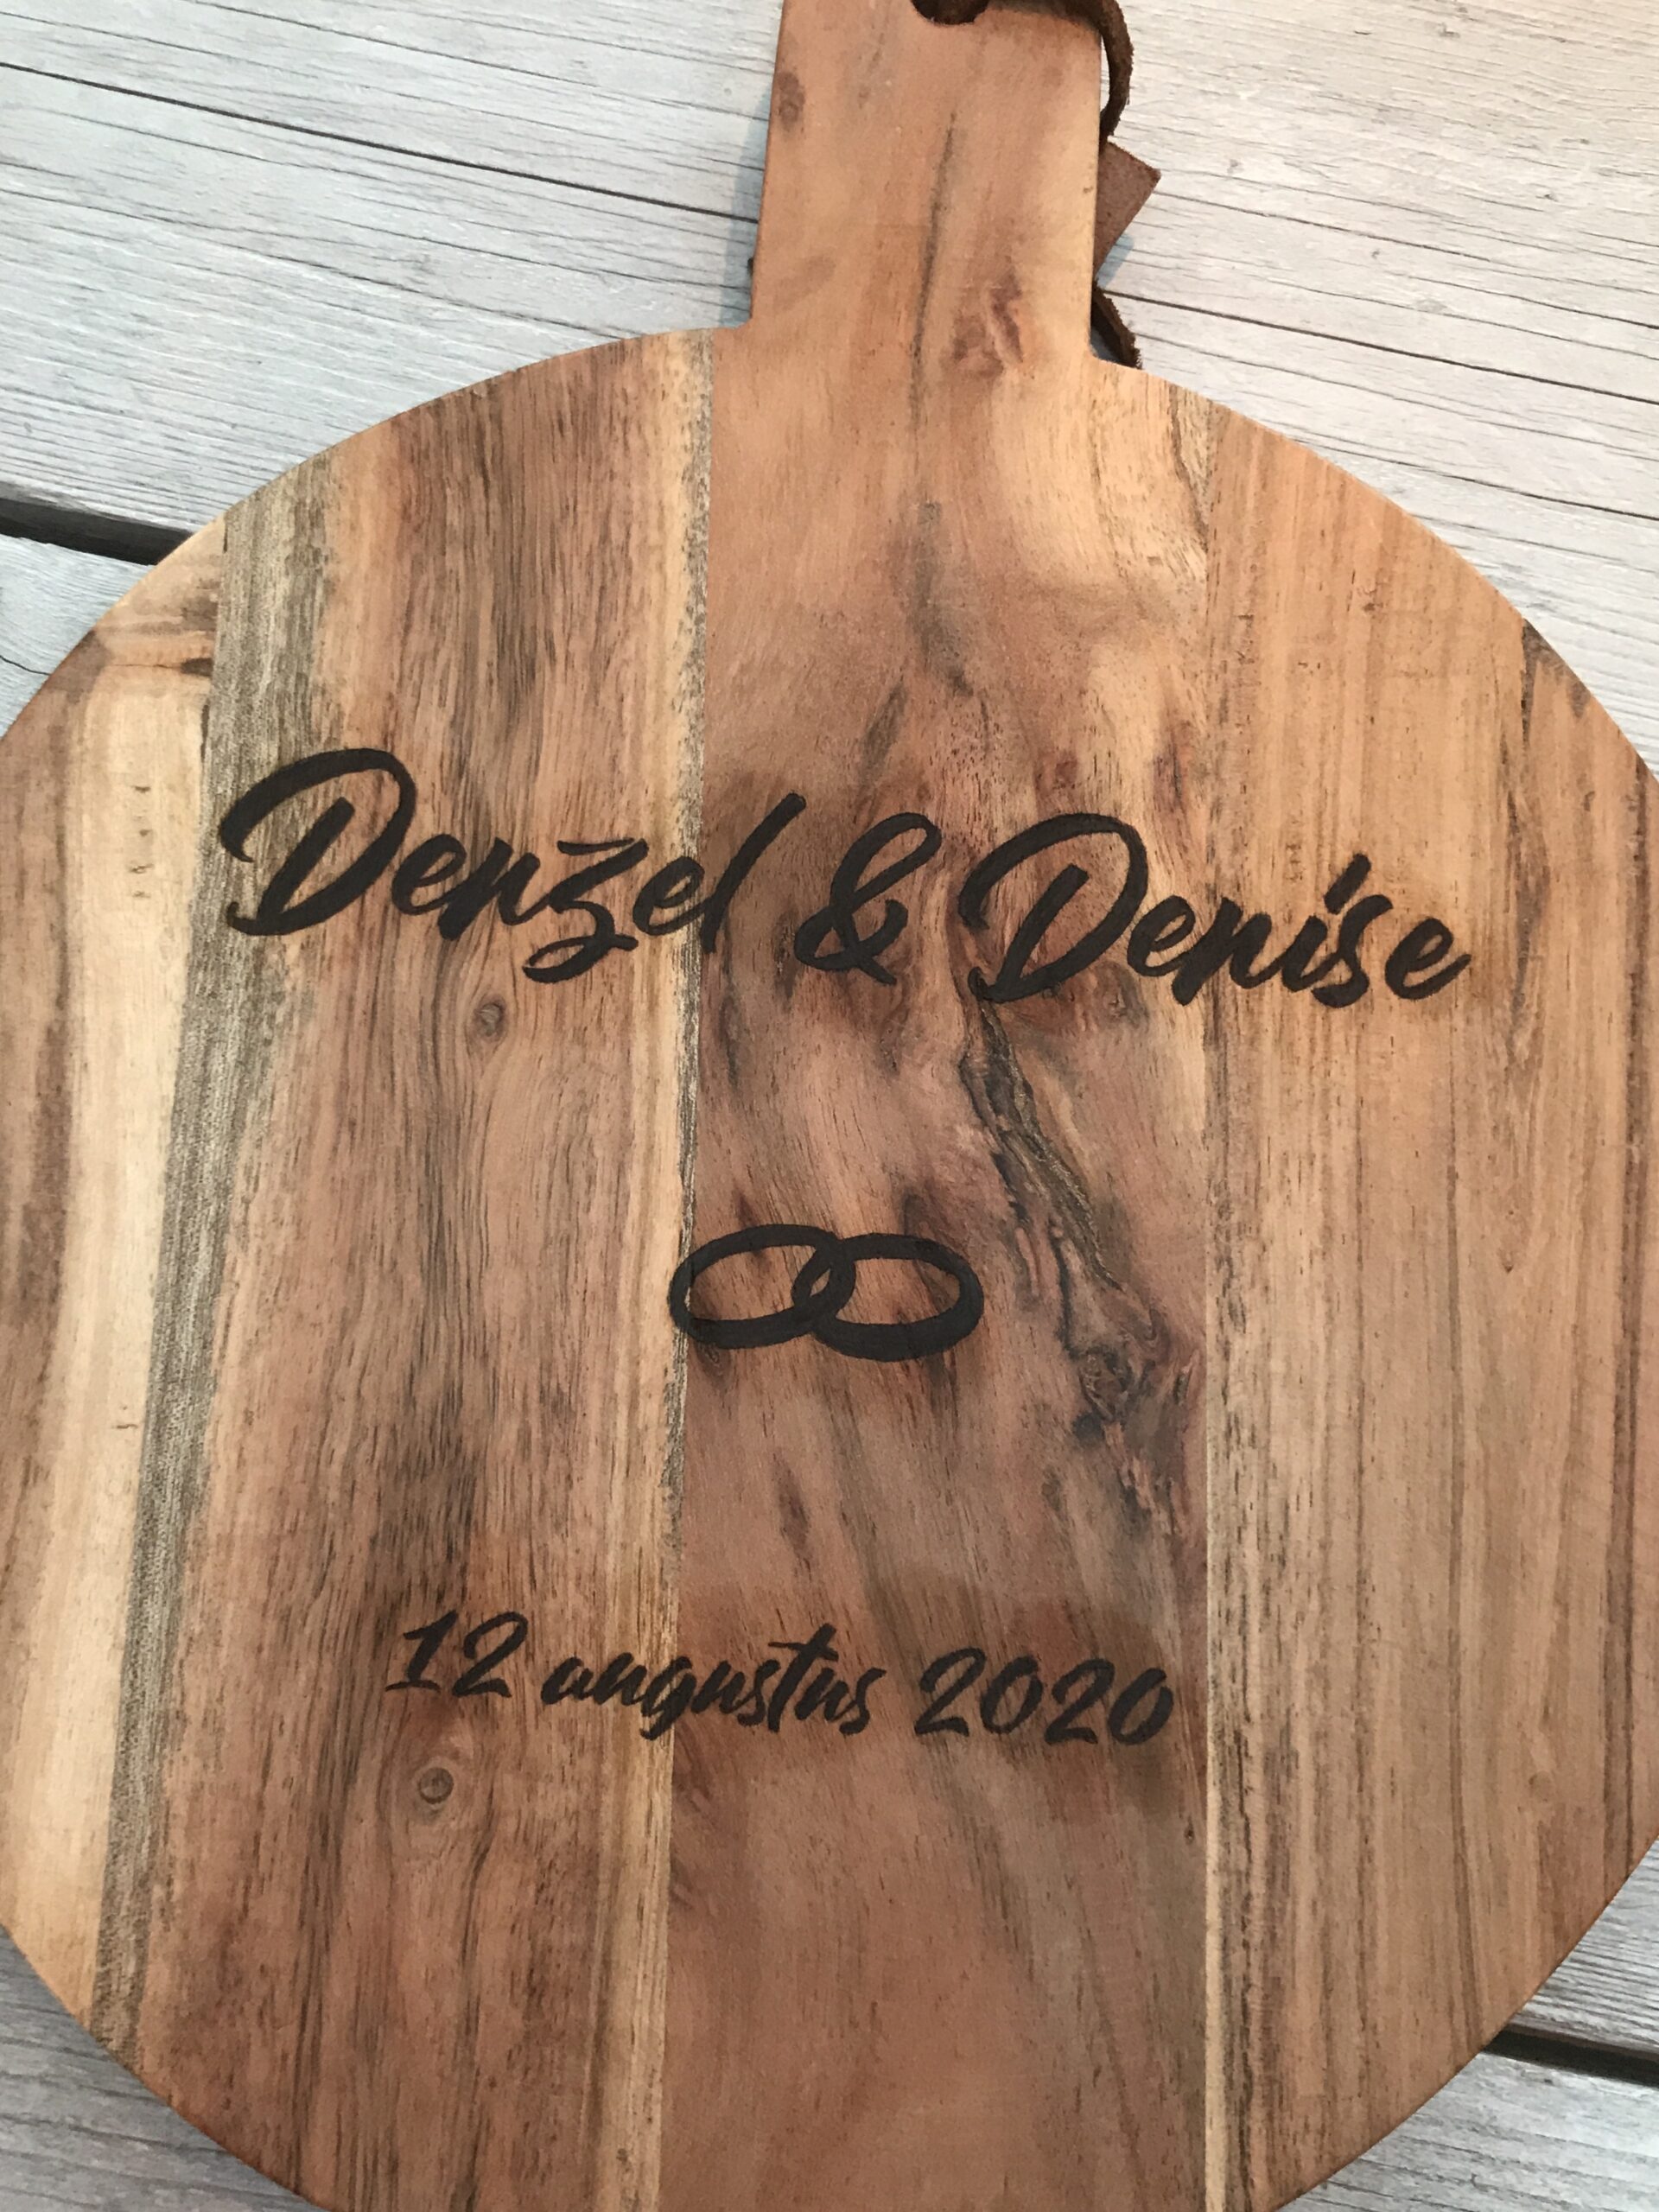 Denzel & Denise
12 augustus 2020